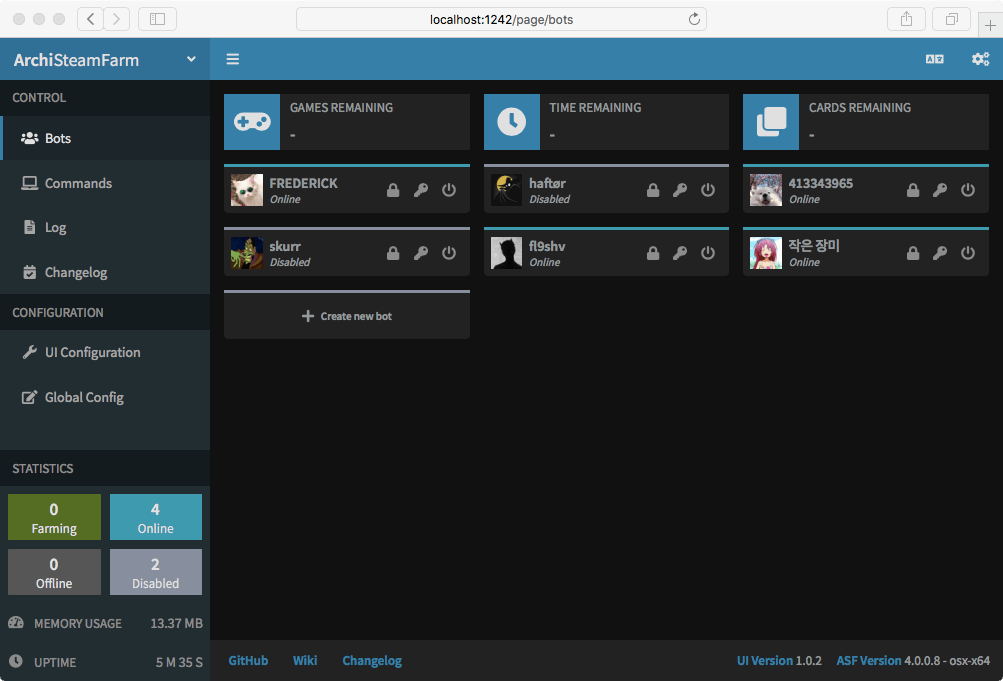 localhost:1242/page/bots
ArchiSteamFarm
CONTROL
Bots
Commands
Log
Changelog
CONFIGURATION
UI Configuration
Global Config
STATISTICS
0
Farming
4
Online
0
Offline
2
Disabled
MEMORY USAGE 13.37 MB
UPTIME 5 M 35 S
GAMES REMAINING
-
TIME REMAINING
-
CARDS REMAINING
-
FREDERICK
Online
haftør
Disabled
413343965
Online
skurr
Disabled
fl9shv
Online
작은 장미
Online
Create new bot
GitHub Wiki Changelog
UI Version 1.0.2 ASF Version 4.0.0.8 - osx-x64